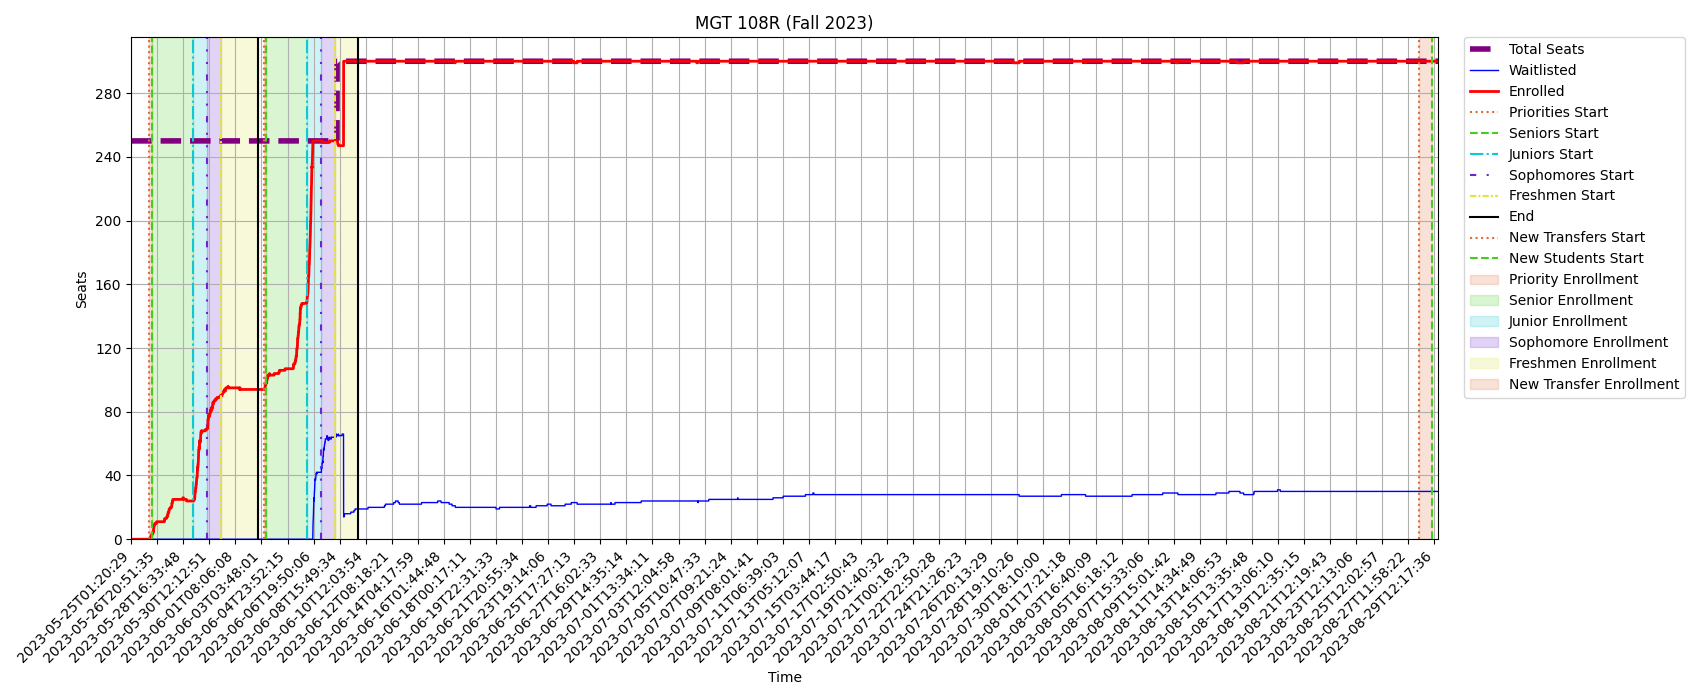 MGT 108R (Fall 2023)
Seats
280
240
200
160
120
80
40
0
2023-05-25T01:20:29
2023-05-26T20:51:35
2023-05-28T16:33:48
2023-05-30T12:12:51
2023-06-01T08:06:08
2023-06-03T03:48:01
2023-06-04T23:52:15
2023-06-06T19:50:06
2023-06-08T15:49:34
2023-06-10T12:03:54
2023-06-12T08:18:21
2023-06-14T04:17:59
2023-06-16T01:44:48
2023-06-18T00:17:11
2023-06-19T22:31:33
2023-06-21T20:55:34
2023-06-23T19:14:06
2023-06-25T17:27:13
2023-06-27T16:02:33
2023-06-29T14:35:14
2023-07-01T13:34:11
2023-07-03T12:04:58
2023-07-05T10:47:33
2023-07-07T09:21:24
2023-07-09T08:01:41
2023-07-11T06:39:03
2023-07-13T05:12:07
2023-07-15T03:44:17
2023-07-17T02:50:43
2023-07-19T01:40:32
2023-07-21T00:18:23
2023-07-22T22:50:28
2023-07-24T21:26:23
2023-07-26T20:13:29
2023-07-28T19:10:26
2023-07-30T18:10:00
2023-08-01T17:21:18
2023-08-03T16:40:09
2023-08-05T16:18:12
2023-08-07T15:33:06
2023-08-09T15:01:42
2023-08-11T14:34:49
2023-08-13T14:06:53
2023-08-15T13:35:48
2023-08-17T13:06:10
2023-08-19T12:35:15
2023-08-21T12:19:43
2023-08-23T12:13:06
2023-08-25T12:02:57
2023-08-27T11:58:22
2023-08-29T12:17:36
Time
Total Seats
Waitlisted
Enrolled
Priorities Start
Seniors Start
Juniors Start
Sophomores Start
Freshmen Start
End
New Transfers Start
New Students Start
Priority Enrollment
Senior Enrollment
Junior Enrollment
Sophomore Enrollment
Freshmen Enrollment
New Transfer Enrollment